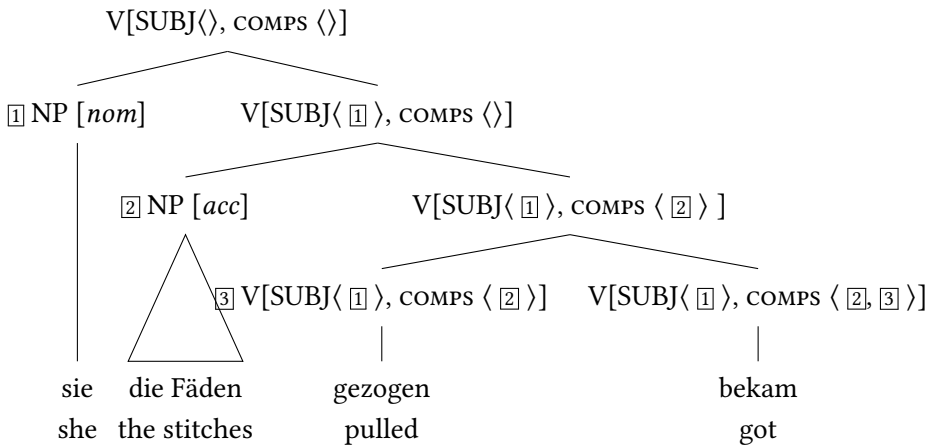 V[SUBJ⟨⟩, COMPS ⟨⟩]
1 NP [nom] V[SUBJ⟨ 1 ⟩, COMPS ⟨⟩]
2 NP [acc] V[SUBJ⟨ 1 ⟩, COMPS ⟨ 2 ⟩ ]
3 V[SUBJ⟨ 1 ⟩, COMPS ⟨ 2 ⟩] V[SUBJ⟨ 1 ⟩, COMPS ⟨ 2, 3 ⟩]
sie die Fäden gezogen bekam
she the stitches pulled got